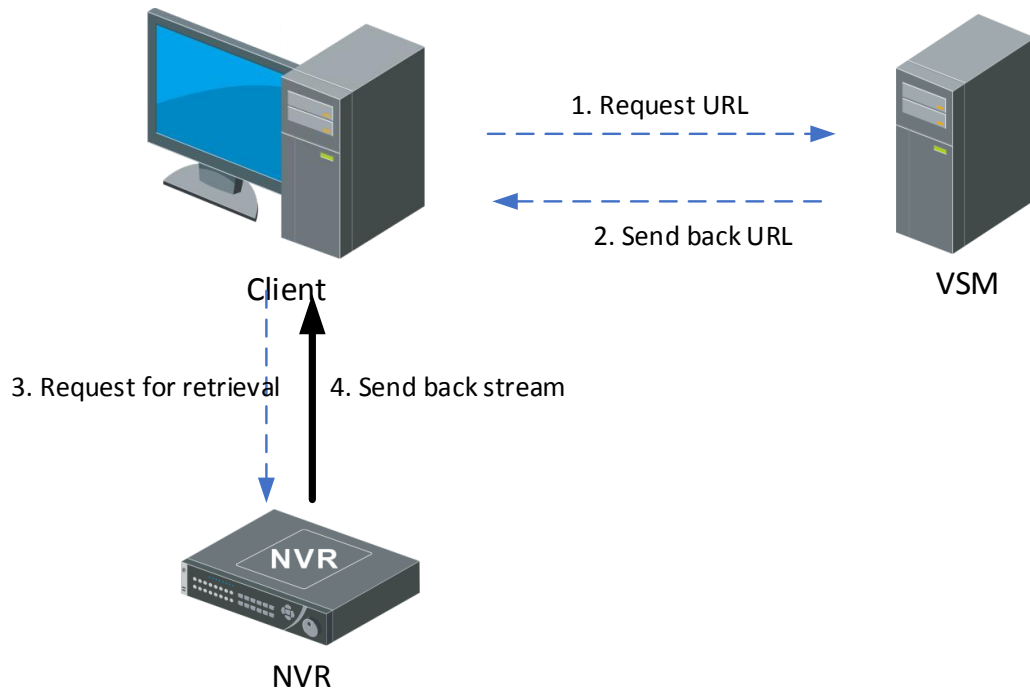 1. Request URL
2. Send back URL
Client
VSM
3. Request for retrieval
4. Send back stream
NVR
NVR